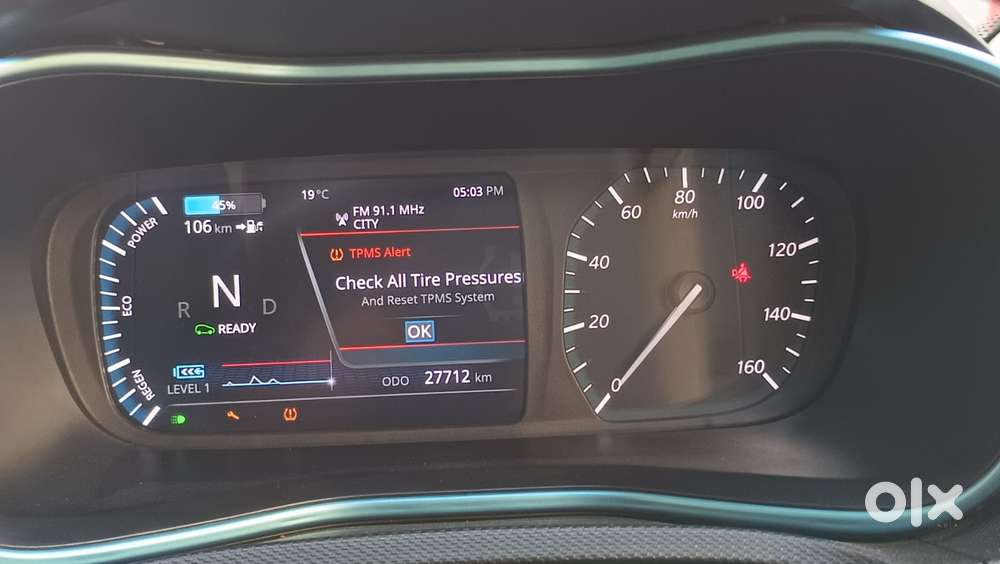 45%
19°C
05:03 PM
106 km
FM 91.1 MHz
CITY
TPMS Alert
Check All Tire Pressures
And Reset TPMS System
OK
POWER
ECO
REGEN
R N D
READY
LEVEL 1
ODO 27712 km
0
20
40
60
80
100
120
140
160
km/h
olx
INDIA